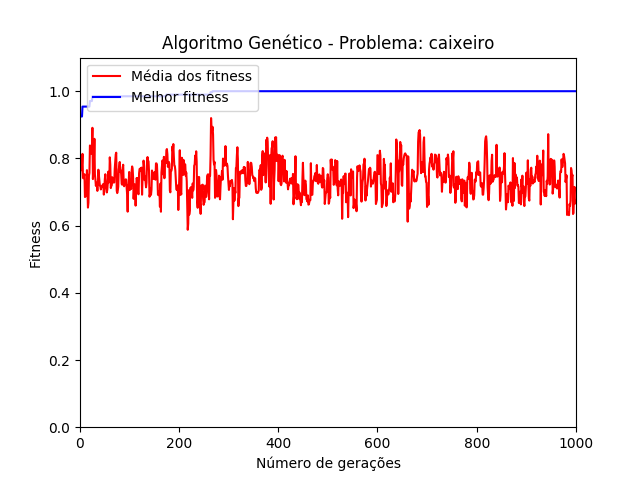 Algoritmo Genético - Problema: caixeiro
Média dos fitness
Melhor fitness
1.0
0.8
0.6
0.4
0.2
0.0
Fitness
0 200 400 600 800 1000
Número de gerações